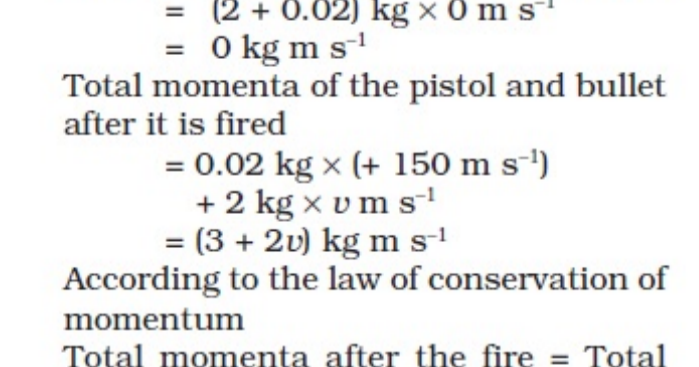 = (2 + 0.02) kg × 0 m s⁻¹
= 0 kg m s⁻¹
Total momenta of the pistol and bullet
after it is fired
= 0.02 kg × (+ 150 m s⁻¹)
+ 2 kg × v m s⁻¹
= (3 + 2v) kg m s⁻¹
According to the law of conservation of
momentum
Total momenta after the fire = Total